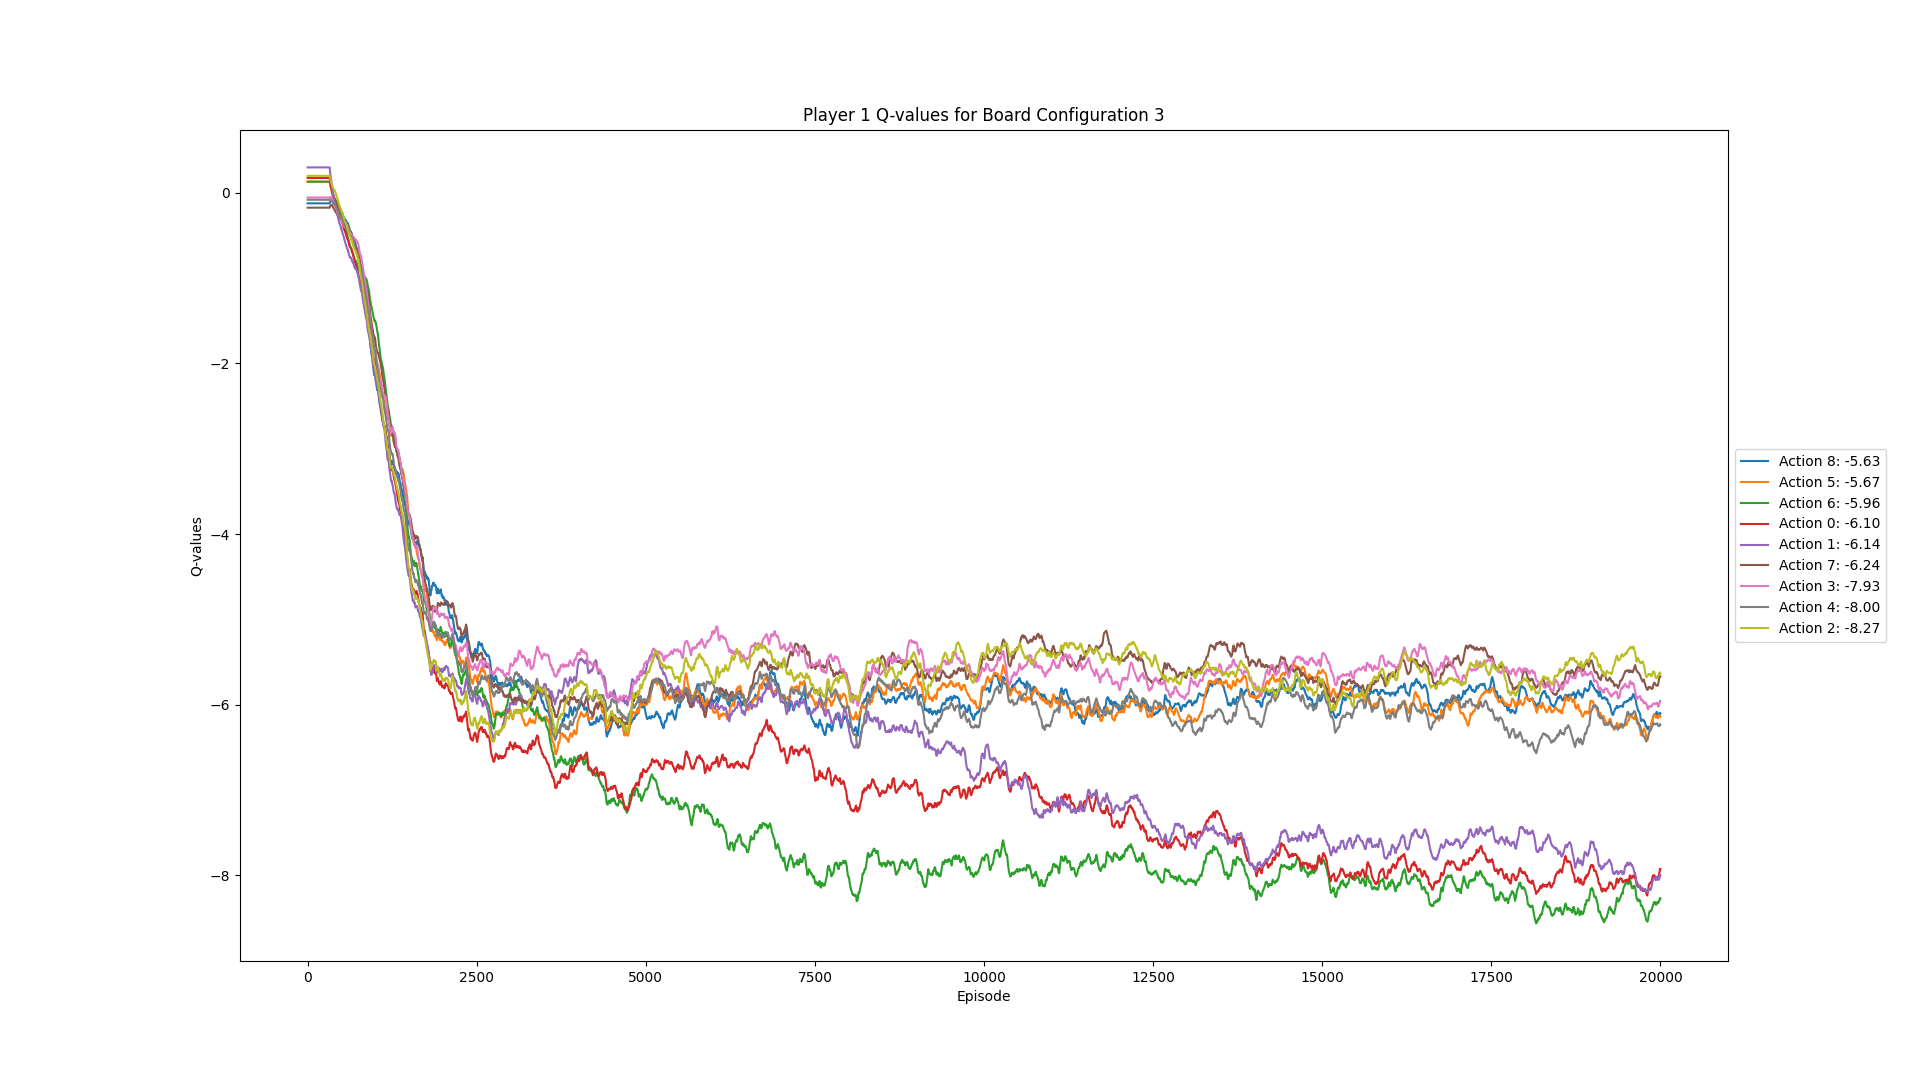 Player 1 Q-values for Board Configuration 3
0
−2
−4
−6
−8
Q-values
0
2500
5000
7500
10000
12500
15000
17500
20000
Episode
Action 8: -5.63
Action 5: -5.67
Action 6: -5.96
Action 0: -6.10
Action 1: -6.14
Action 7: -6.24
Action 3: -7.93
Action 4: -8.00
Action 2: -8.27